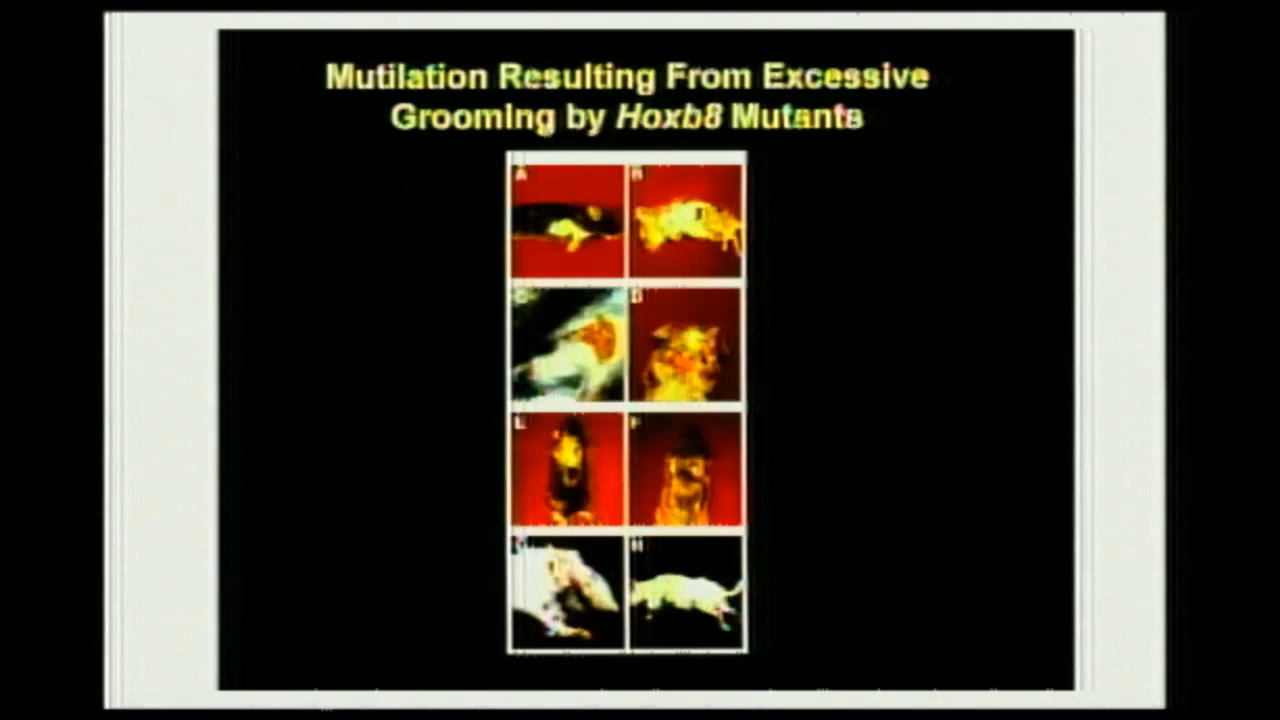 Mutilation Resulting From Excessive
Grooming by Hoxb8 Mutants
A B
C D
E F
H